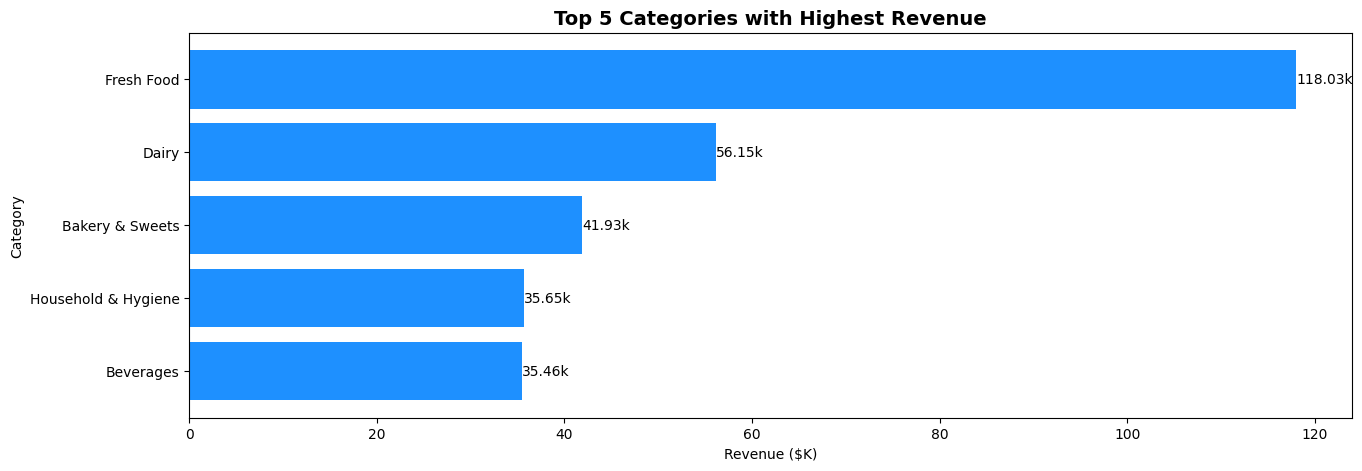 Top 5 Categories with Highest Revenue
Fresh Food 118.03k
Dairy 56.15k
Bakery & Sweets 41.93k
Household & Hygiene 35.65k
Beverages 35.46k
Category
0 20 40 60 80 100 120
Revenue ($K)